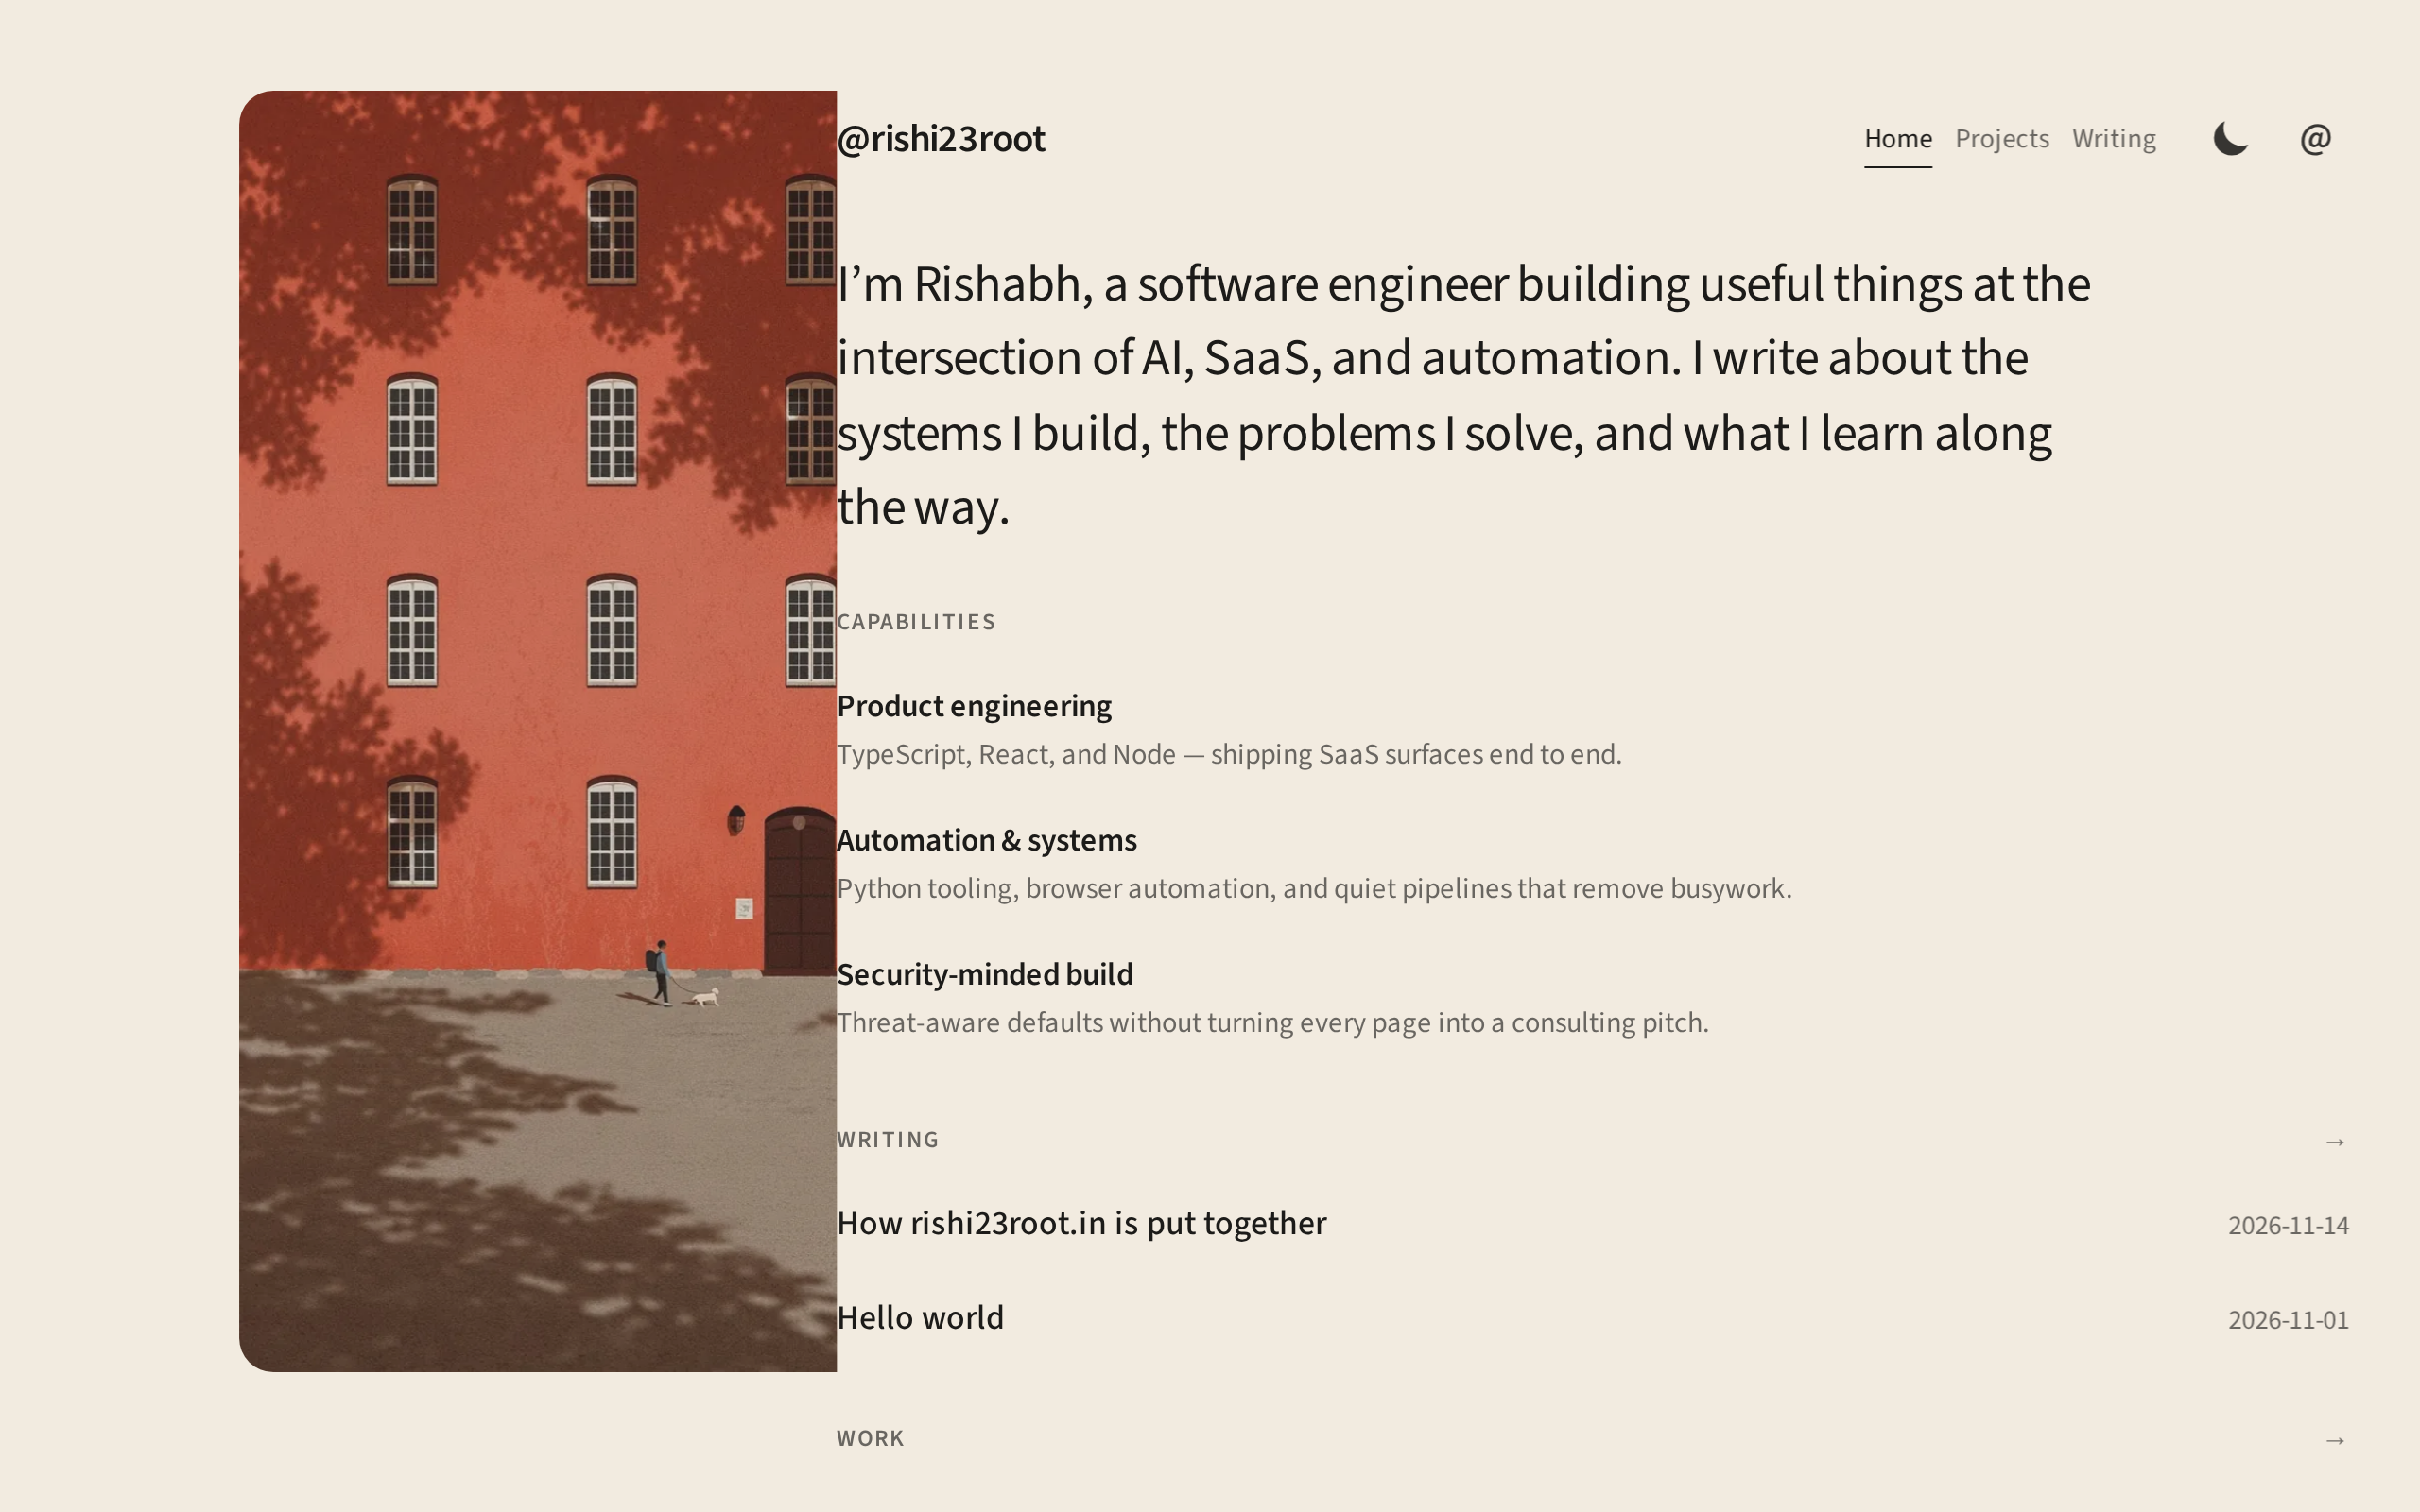 @rishi23root
Home Projects Writing @
I’m Rishabh, a software engineer building useful things at the
intersection of AI, SaaS, and automation. I write about the
systems I build, the problems I solve, and what I learn along
the way.
CAPABILITIES
Product engineering
TypeScript, React, and Node — shipping SaaS surfaces end to end.
Automation & systems
Python tooling, browser automation, and quiet pipelines that remove busywork.
Security-minded build
Threat-aware defaults without turning every page into a consulting pitch.
WRITING →
How rishi23root.in is put together 2026-11-14
Hello world 2026-11-01
WORK →